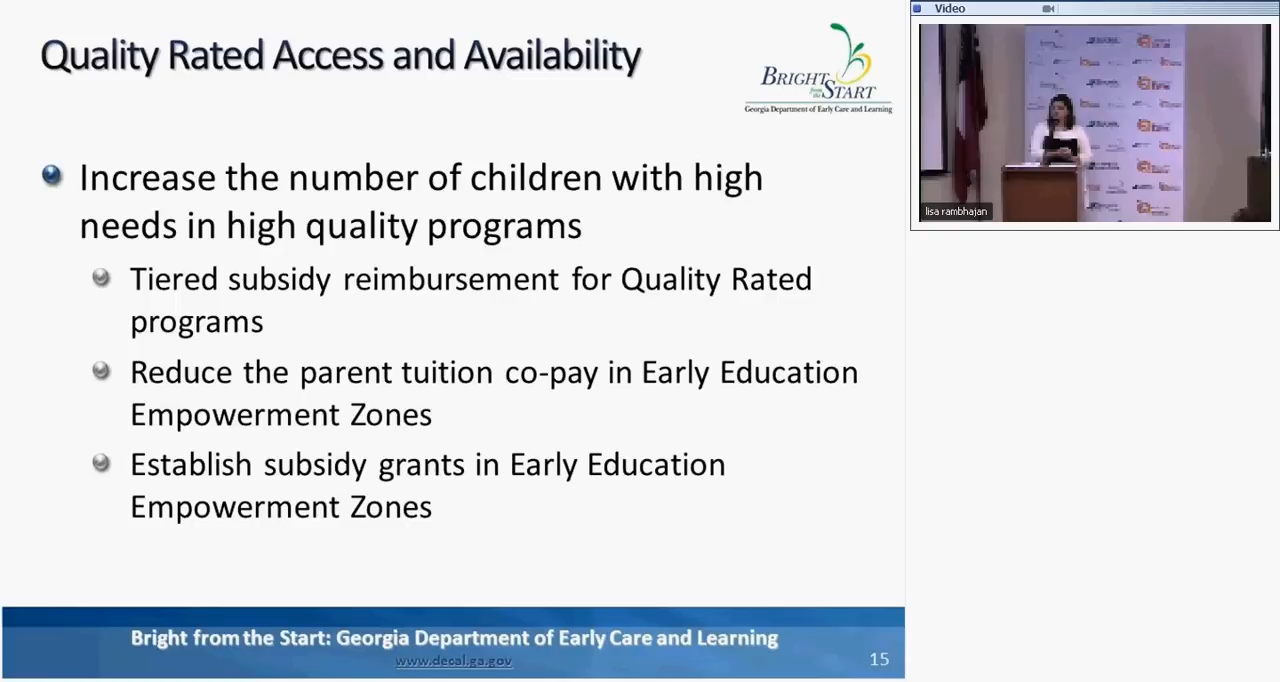 Quality Rated Access and Availability
BRIGHT
from the
START
Georgia Department of Early Care and Learning
Increase the number of children with high
needs in high quality programs
Tiered subsidy reimbursement for Quality Rated
programs
Reduce the parent tuition co-pay in Early Education
Empowerment Zones
Establish subsidy grants in Early Education
Empowerment Zones
Bright from the Start: Georgia Department of Early Care and Learning
www.decal.ga.gov
15
Video
lisa rambhajan